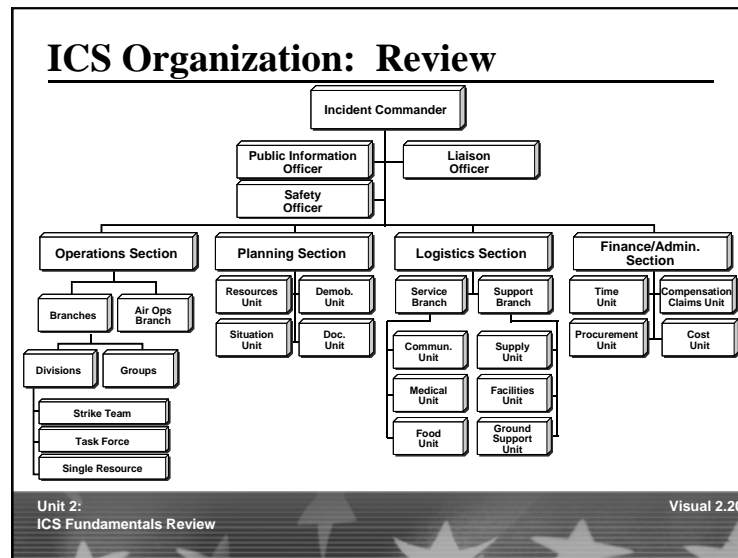 ICS Organization: Review
Incident Commander
Public Information
Officer
Liaison
Officer
Safety
Officer
Operations Section
Planning Section
Logistics Section
Finance/Admin.
Section
Branches
Air Ops
Branch
Divisions
Groups
Strike Team
Task Force
Single Resource
Resources
Unit
Demob.
Unit
Situation
Unit
Doc.
Unit
Service
Branch
Support
Branch
Commun.
Unit
Supply
Unit
Medical
Unit
Facilities
Unit
Food
Unit
Ground
Support
Unit
Time
Unit
Compensation
Claims Unit
Procurement
Unit
Cost
Unit
Unit 2:
ICS Fundamentals Review
Visual 2.20